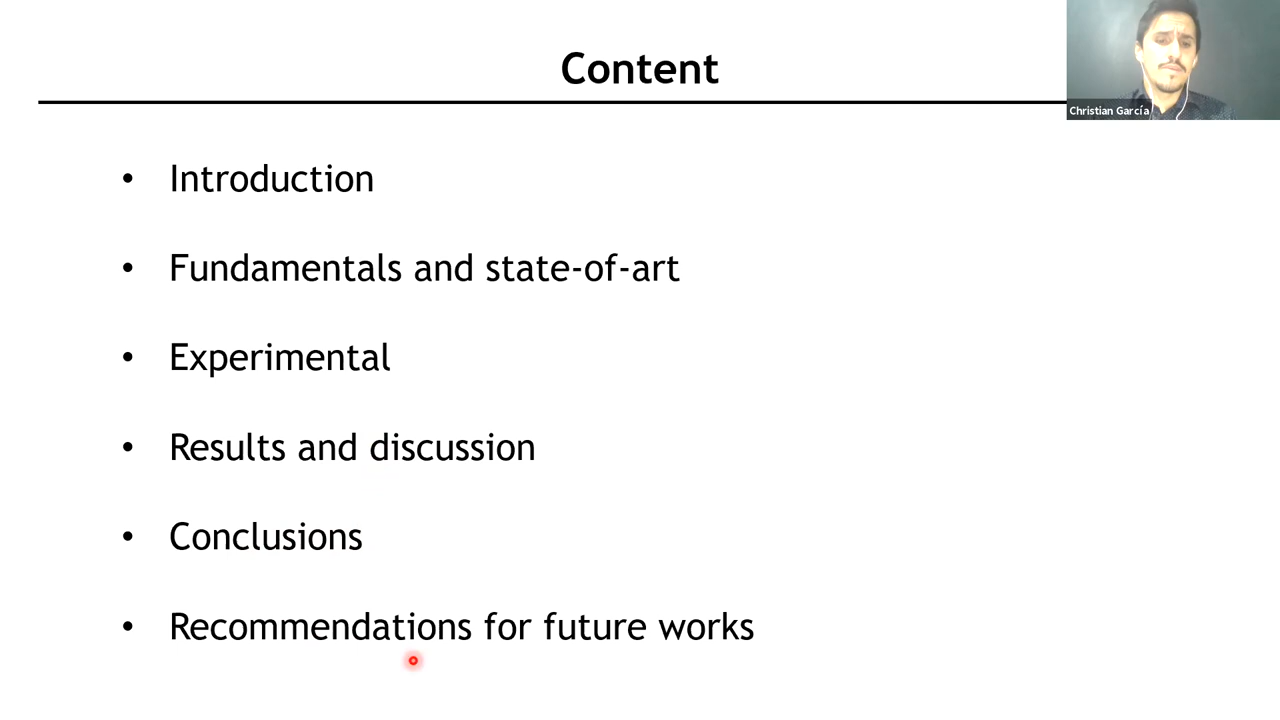 Content
Christian García
• Introduction
• Fundamentals and state-of-art
• Experimental
• Results and discussion
• Conclusions
• Recommendations for future works